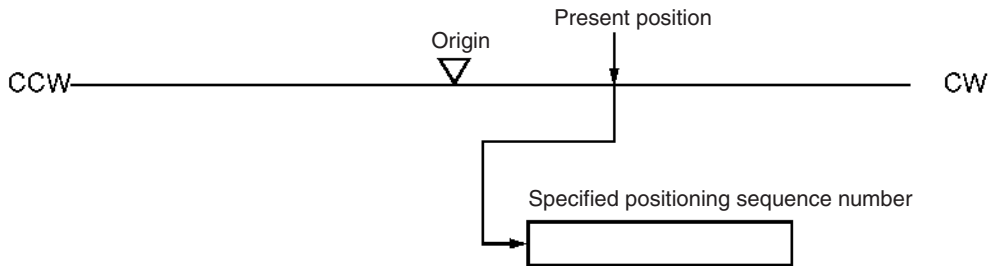 Present position
Origin
CCW
CW
Specified positioning sequence number